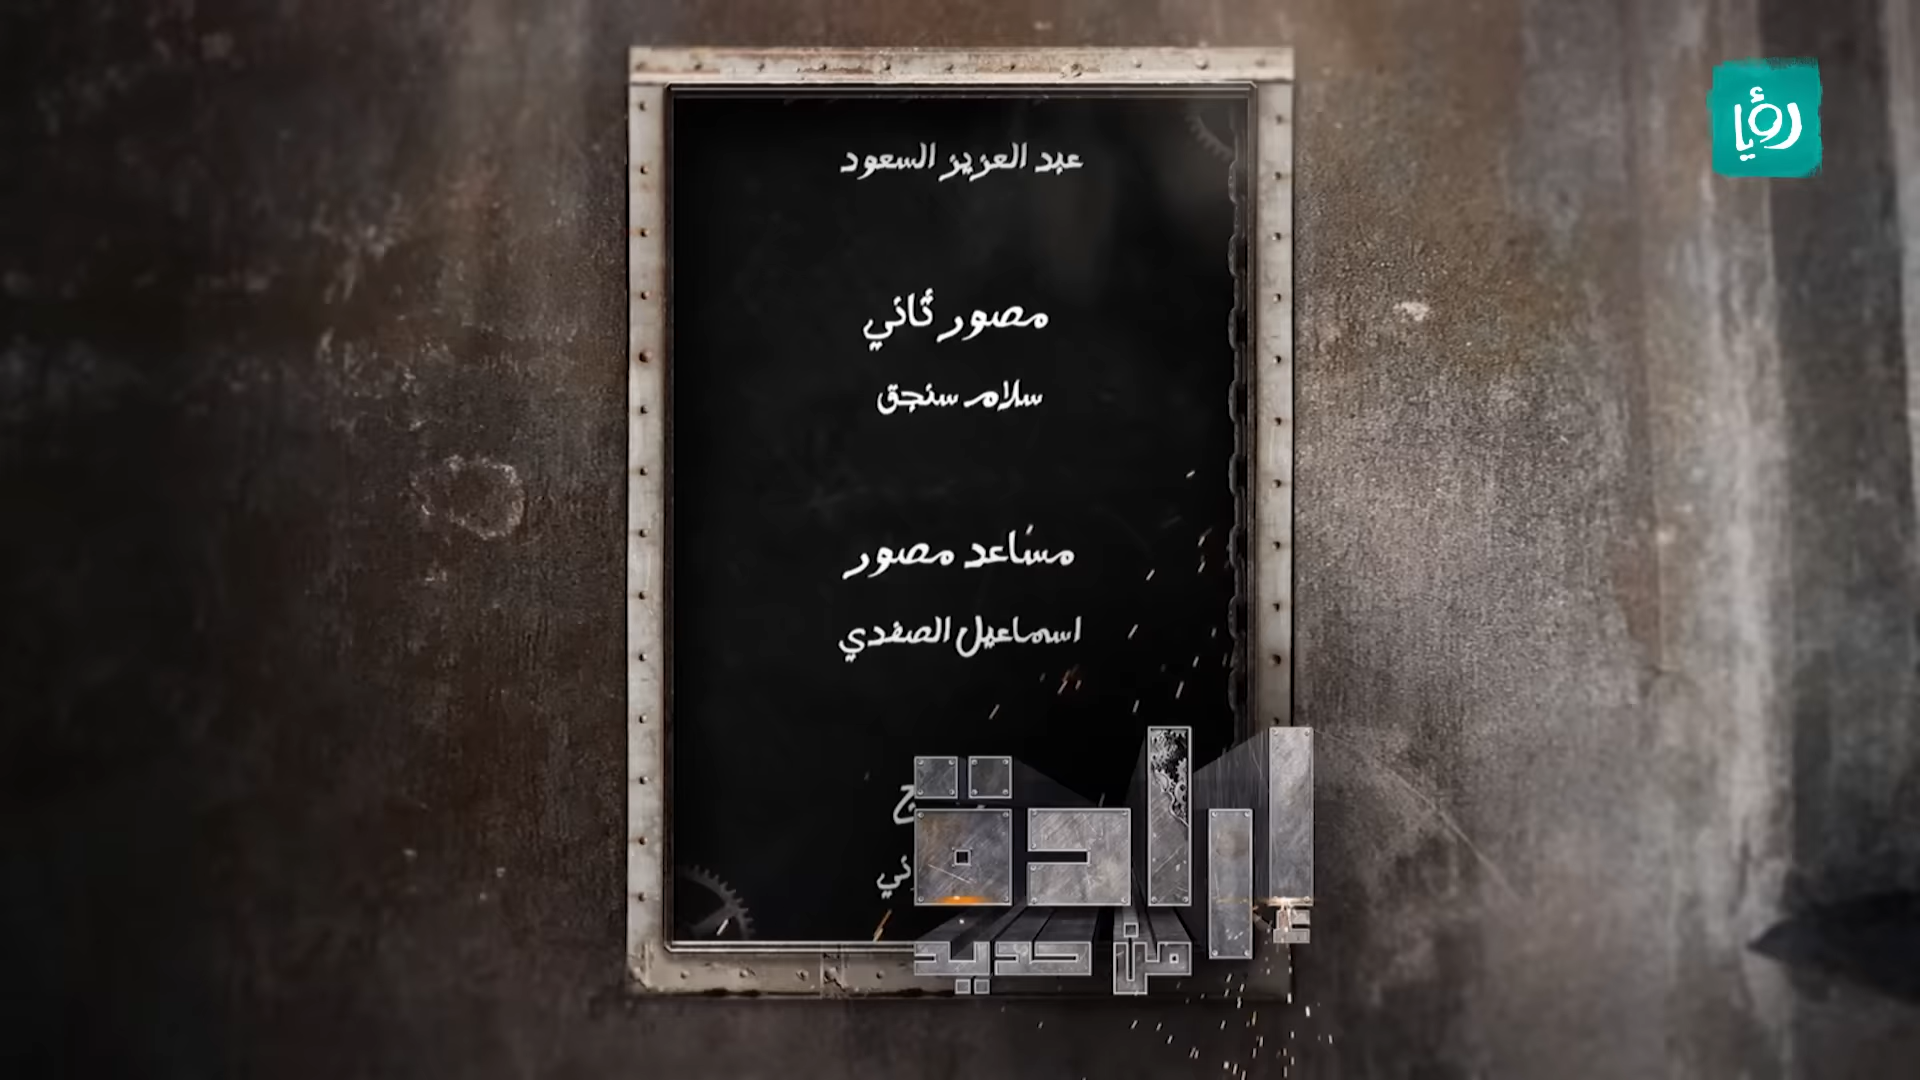 رؤيا
عبد العزيز السعود
مصور ثاني
سلام سنجق
مساعد مصور
اسماعيل الصفدي
إرادة
من حديد